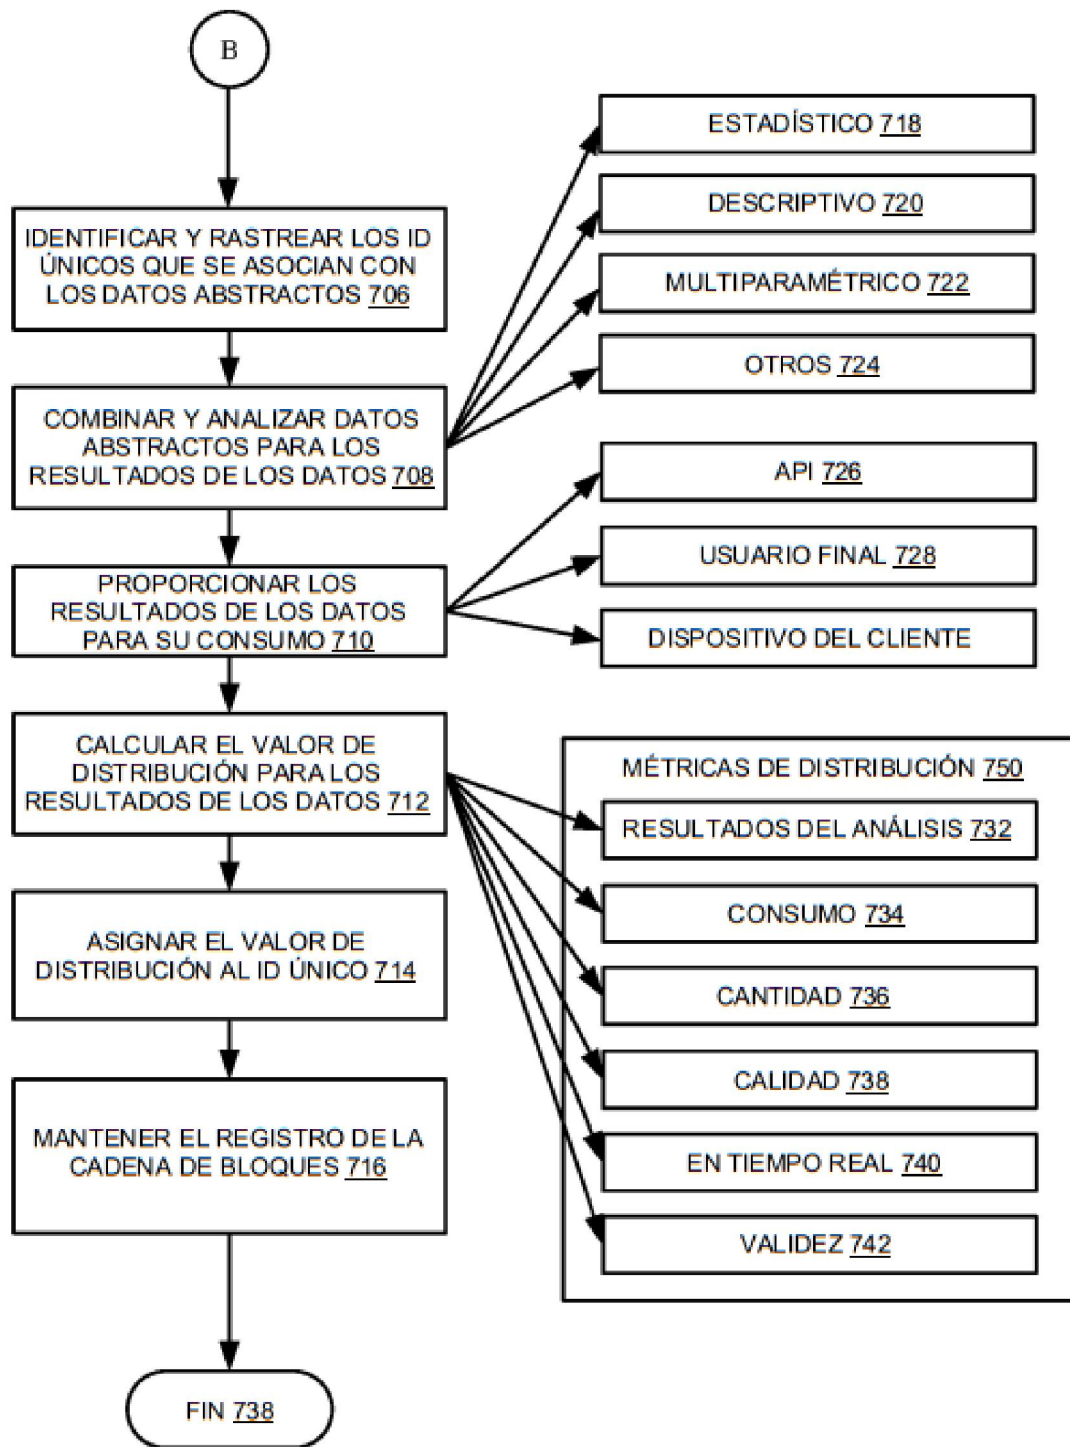 B
IDENTIFICAR Y RASTREAR LOS ID
ÚNICOS QUE SE ASOCIAN CON
LOS DATOS ABSTRACTOS 706
COMBINAR Y ANALIZAR DATOS
ABSTRACTOS PARA LOS
RESULTADOS DE LOS DATOS 708
ESTADÍSTICO 718
DESCRIPTIVO 720
MULTIPARAMÉTRICO 722
OTROS 724
PROPORCIONAR LOS
RESULTADOS DE LOS DATOS
PARA SU CONSUMO 710
API 726
USUARIO FINAL 728
DISPOSITIVO DEL CLIENTE
CALCULAR EL VALOR DE
DISTRIBUCIÓN PARA LOS
RESULTADOS DE LOS DATOS 712
MÉTRICAS DE DISTRIBUCIÓN 750
RESULTADOS DEL ANÁLISIS 732
CONSUMO 734
CANTIDAD 736
CALIDAD 738
EN TIEMPO REAL 740
VALIDEZ 742
ASIGNAR EL VALOR DE
DISTRIBUCIÓN AL ID ÚNICO 714
MANTENER EL REGISTRO DE LA
CADENA DE BLOQUES 716
FIN 738